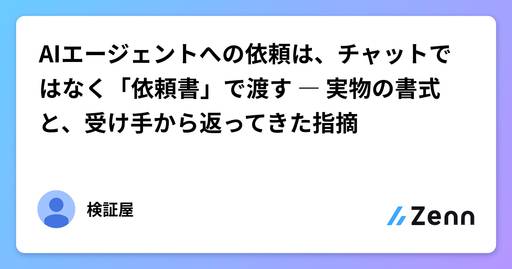 AIエージェントへの依頼は、チャットで
はなく「依頼書」で渡す — 実物の書式
と、受け手から返ってきた指摘
検証屋
Zenn